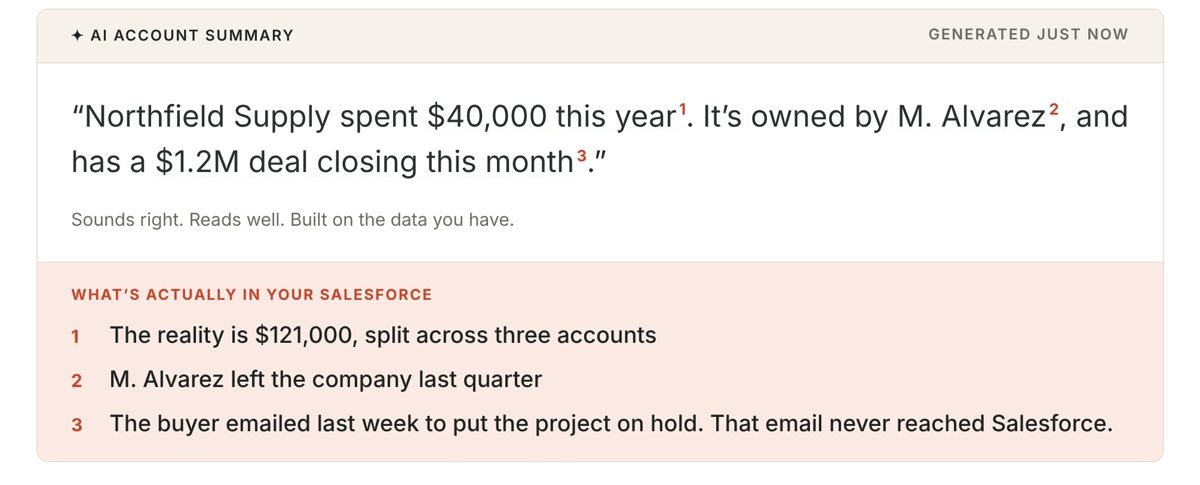 ✦ AI ACCOUNT SUMMARY
GENERATED JUST NOW
“Northfield Supply spent $40,000 this year¹. It’s owned by M. Alvarez², and
has a $1.2M deal closing this month³.”
Sounds right. Reads well. Built on the data you have.
WHAT’S ACTUALLY IN YOUR SALESFORCE
1 The reality is $121,000, split across three accounts
2 M. Alvarez left the company last quarter
3 The buyer emailed last week to put the project on hold. That email never reached Salesforce.